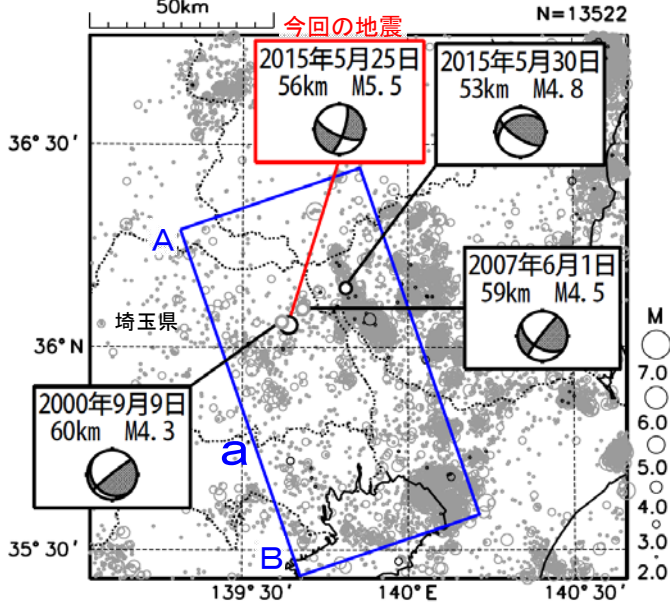 50km
N=13522
今回の地震
2015年5月25日
56km M5.5
2015年5月30日
53km M4.8
36°30′
A
2007年6月1日
59km M4.5
埼玉県
36°N
M
7.0
6.0
5.0
4.0
3.0
2.0
2000年9月9日
60km M4.3
a
B
35°30′
139°30′
140°E
140°30′